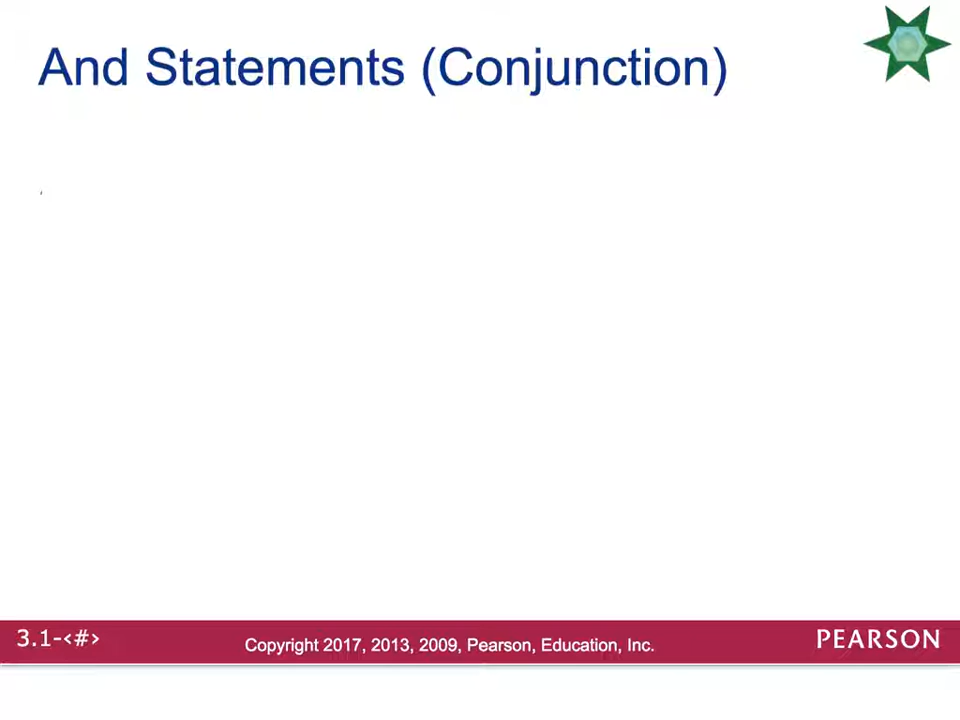 And Statements (Conjunction)
3.1-‹#›
Copyright 2017, 2013, 2009, Pearson, Education, Inc.
PEARSON